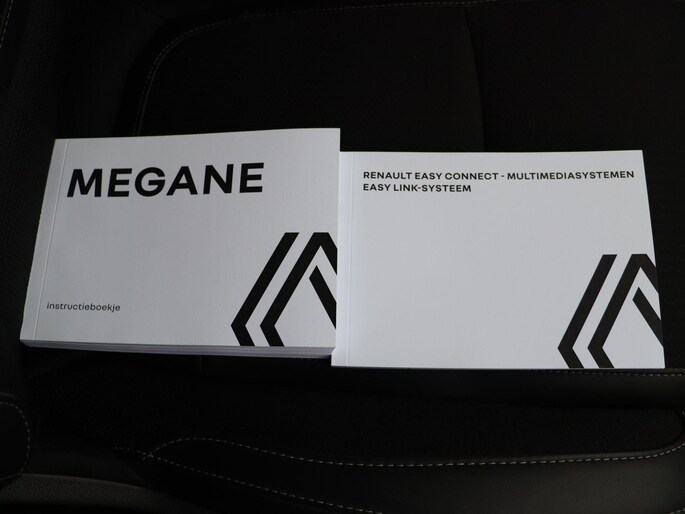 MEGANE
instructieboekje
RENAULT EASY CONNECT - MULTIMEDIASYSTEMEN
EASY LINK-SYSTEEM